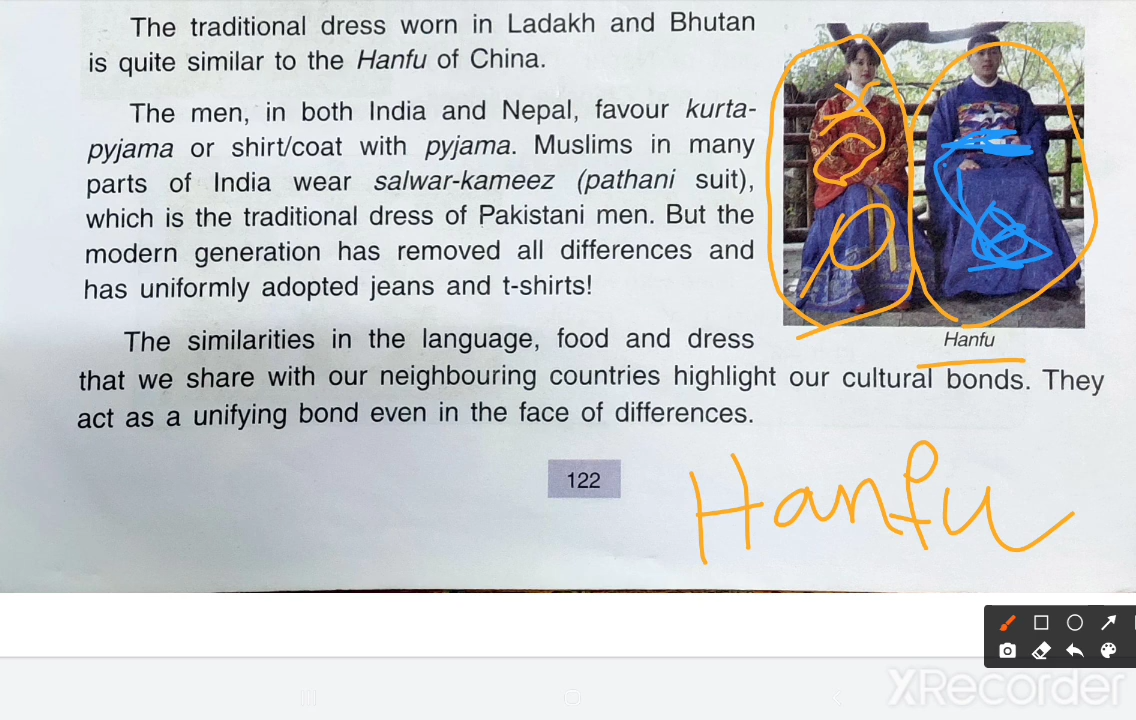 The traditional dress worn in Ladakh and Bhutan
is quite similar to the Hanfu of China.
The men, in both India and Nepal, favour kurta-
pyjama or shirt/coat with pyjama. Muslims in many
parts of India wear salwar-kameez (pathani suit),
which is the traditional dress of Pakistani men. But the
modern generation has removed all differences and
has uniformly adopted jeans and t-shirts!
Hanfu
The similarities in the language, food and dress
that we share with our neighbouring countries highlight our cultural bonds. They
act as a unifying bond even in the face of differences.
122
Hanfu
XRecorder